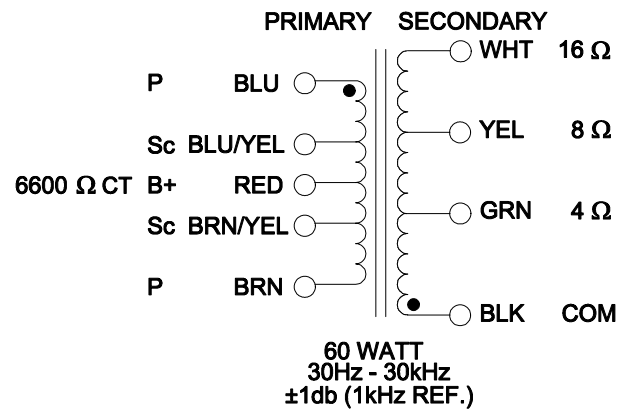 PRIMARY SECONDARY
WHT 16 Ω
P BLU
YEL 8 Ω
Sc BLU/YEL
6600 Ω CT B+ RED
GRN 4 Ω
Sc BRN/YEL
P BRN
BLK COM
60 WATT
30Hz - 30kHz
±1db (1kHz REF.)